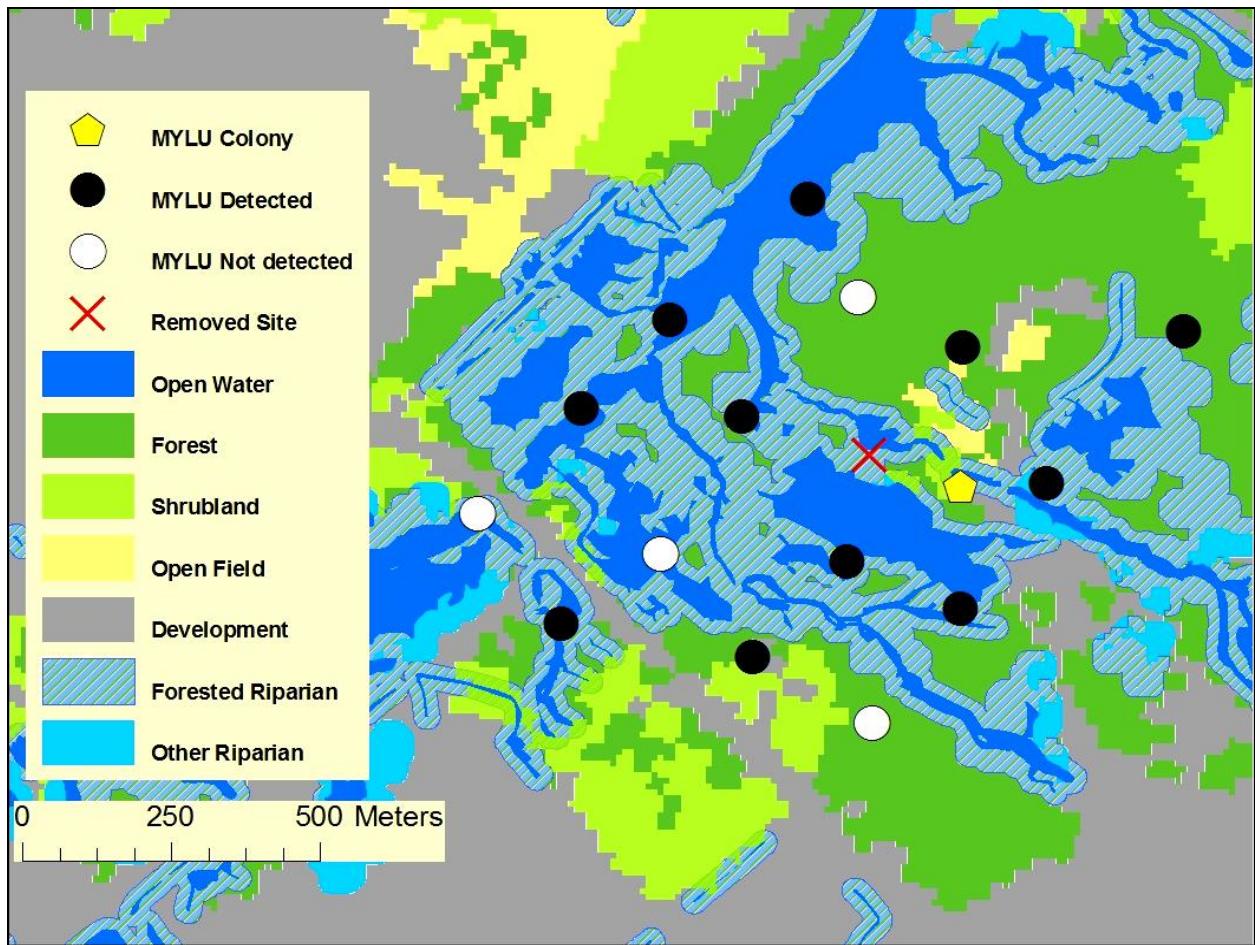 MYLU Colony
MYLU Detected
MYLU Not detected
Removed Site
Open Water
Forest
Shrubland
Open Field
Development
Forested Riparian
Other Riparian
0 250 500 Meters